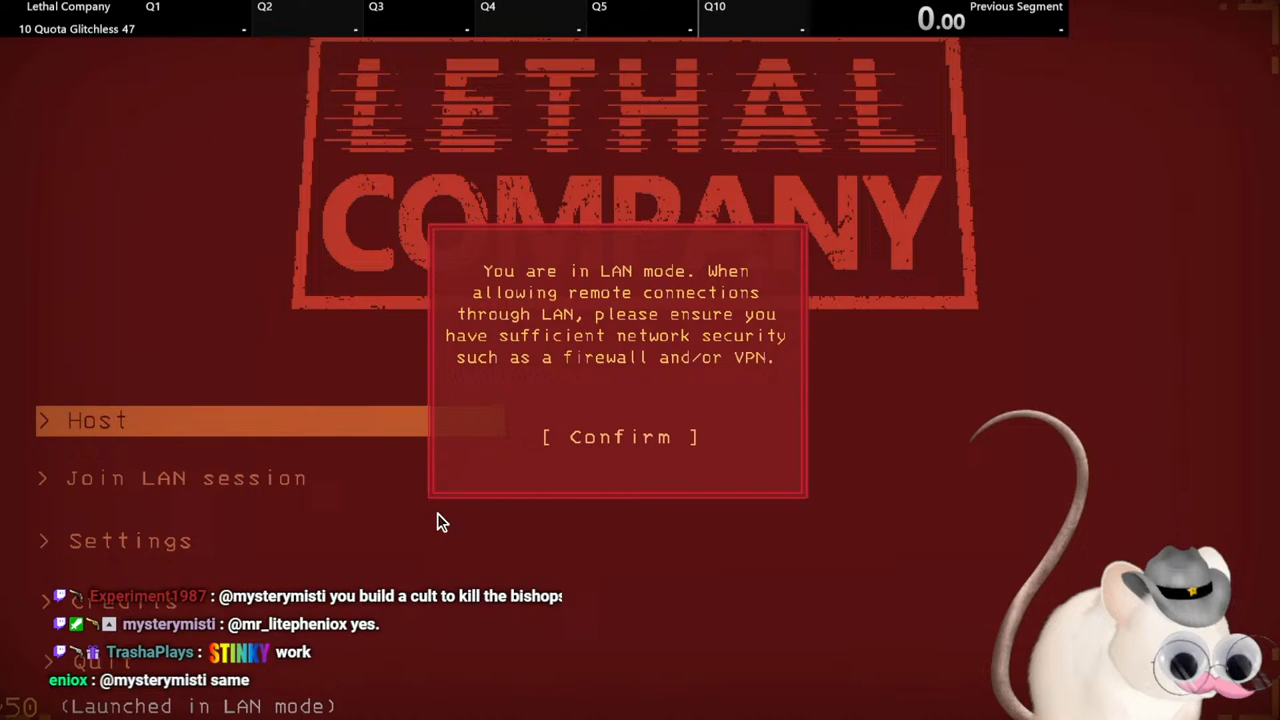 Lethal Company Q1 Q2 Q3 Q4 Q5 Q10 0.00 Previous Segment
10 Quota Glitchless 47 - - - - - - -
LETHAL
COMPANY
You are in LAN mode. When
allowing remote connections
through LAN, please ensure you
have sufficient network security
such as a firewall and/or VPN.
[ Confirm ]
> Host
> Join LAN session
> Settings
> Credits
Experiment1987 : @mysterymisti you build a cult to kill the bishops
mysterymisti : @mr_litepheniox yes.
TrashaPlays : STINKY work
> Quit
eniox : @mysterymisti same
50 (Launched in LAN mode)